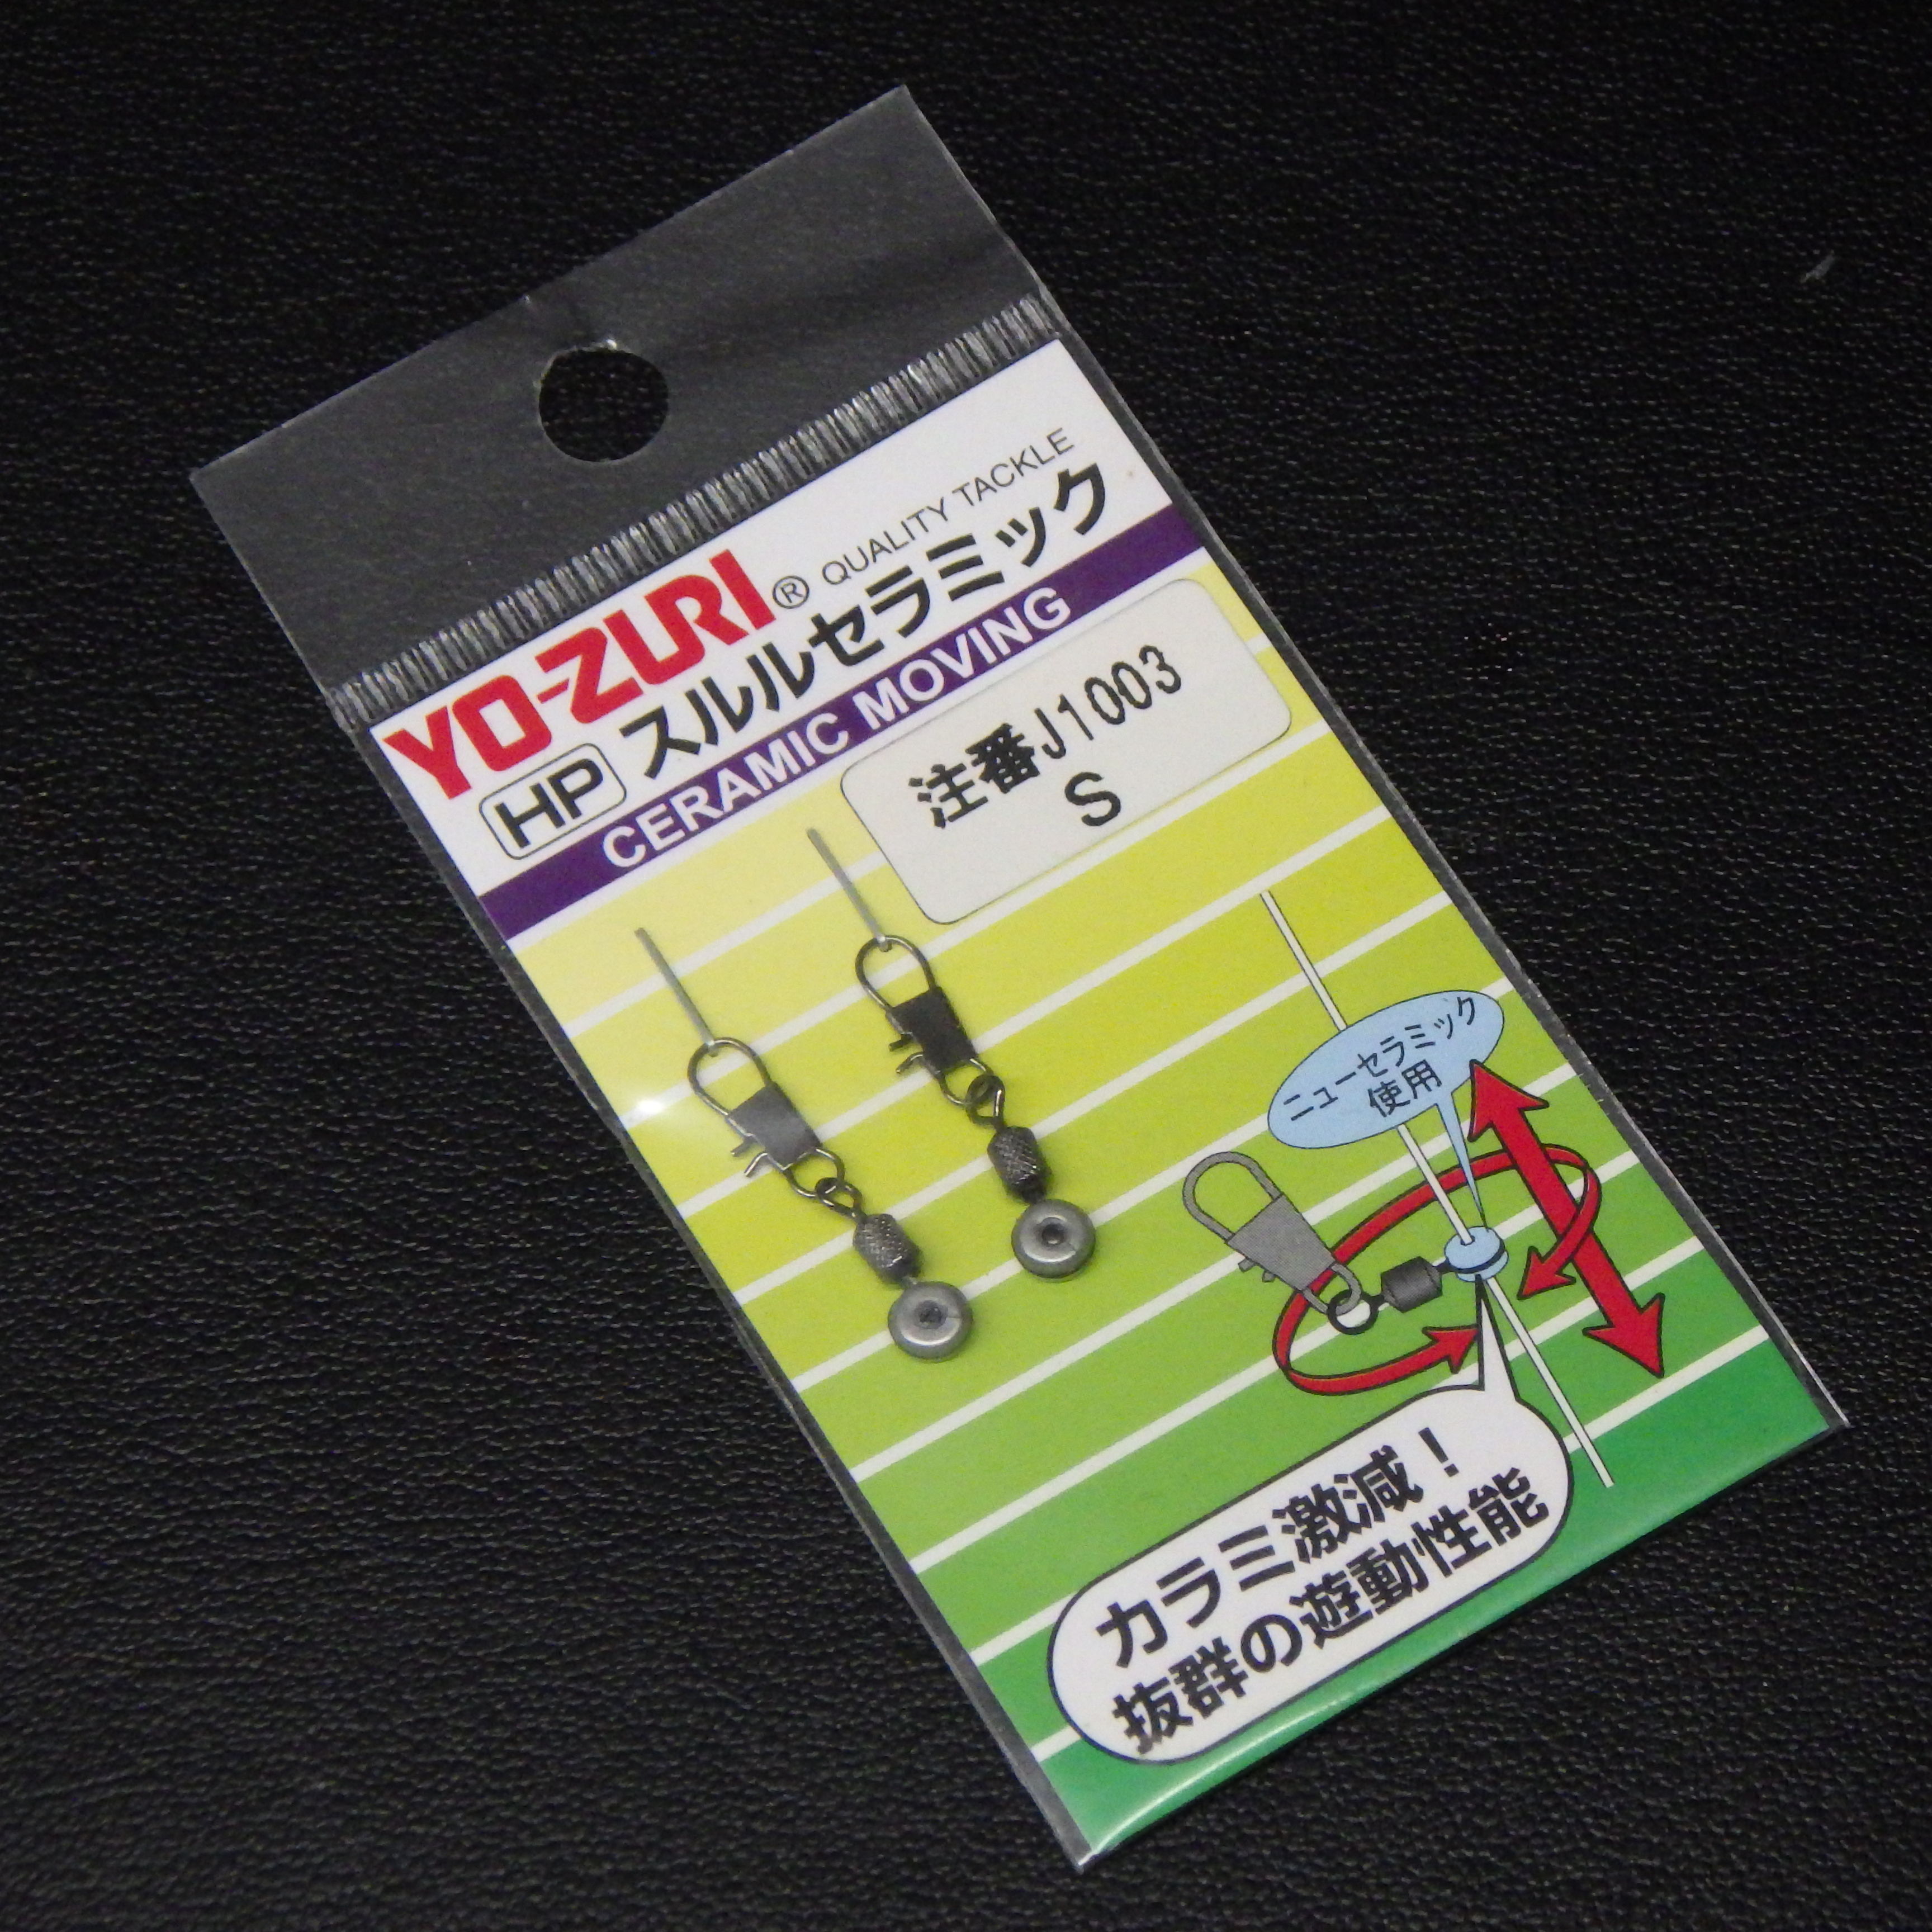 YO-ZURI® QUALITY TACKLE
HP スルルセラミック
CERAMIC MOVING
注番J1003
S
ニューセラミック
使用
カラミ激減！
抜群の遊動性能